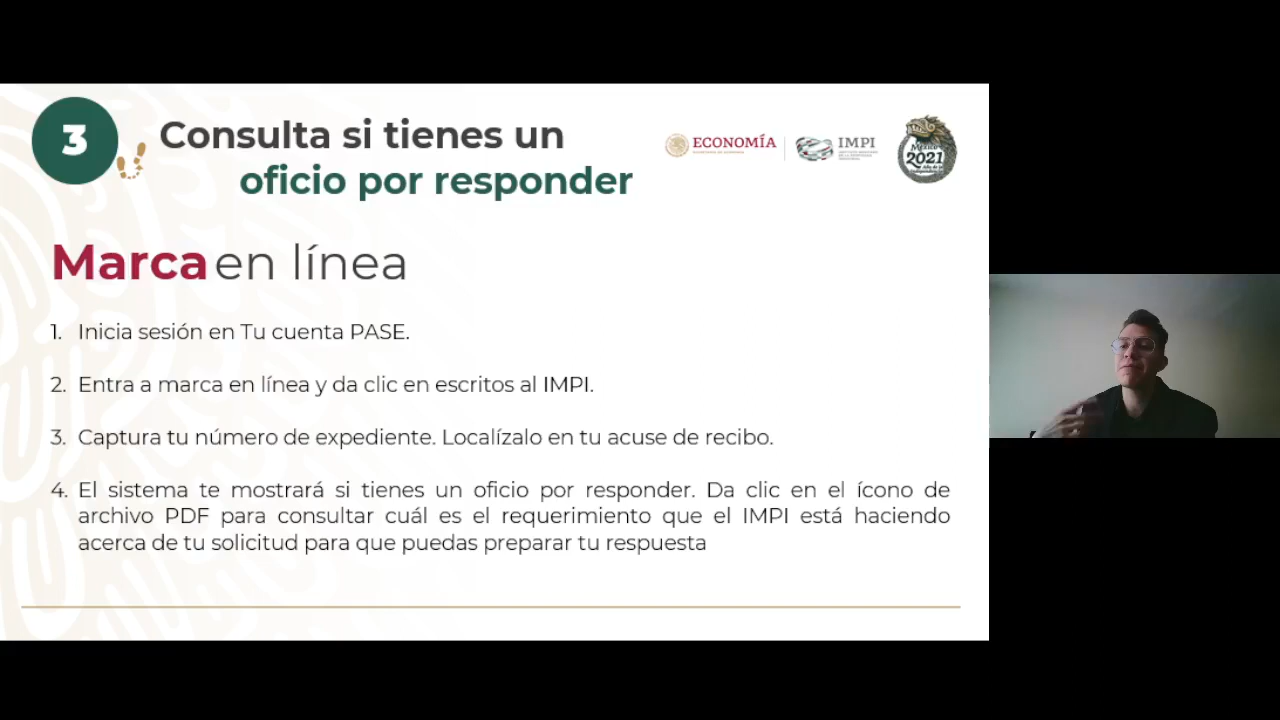 3
Consulta si tienes un
oficio por responder
ECONOMÍA
IMPI
México
2021
Marca en línea
1. Inicia sesión en Tu cuenta PASE.
2. Entra a marca en línea y da clic en escritos al IMPI.
3. Captura tu número de expediente. Localízalo en tu acuse de recibo.
4. El sistema te mostrará si tienes un oficio por responder. Da clic en el ícono de
archivo PDF para consultar cuál es el requerimiento que el IMPI está haciendo
acerca de tu solicitud para que puedas preparar tu respuesta